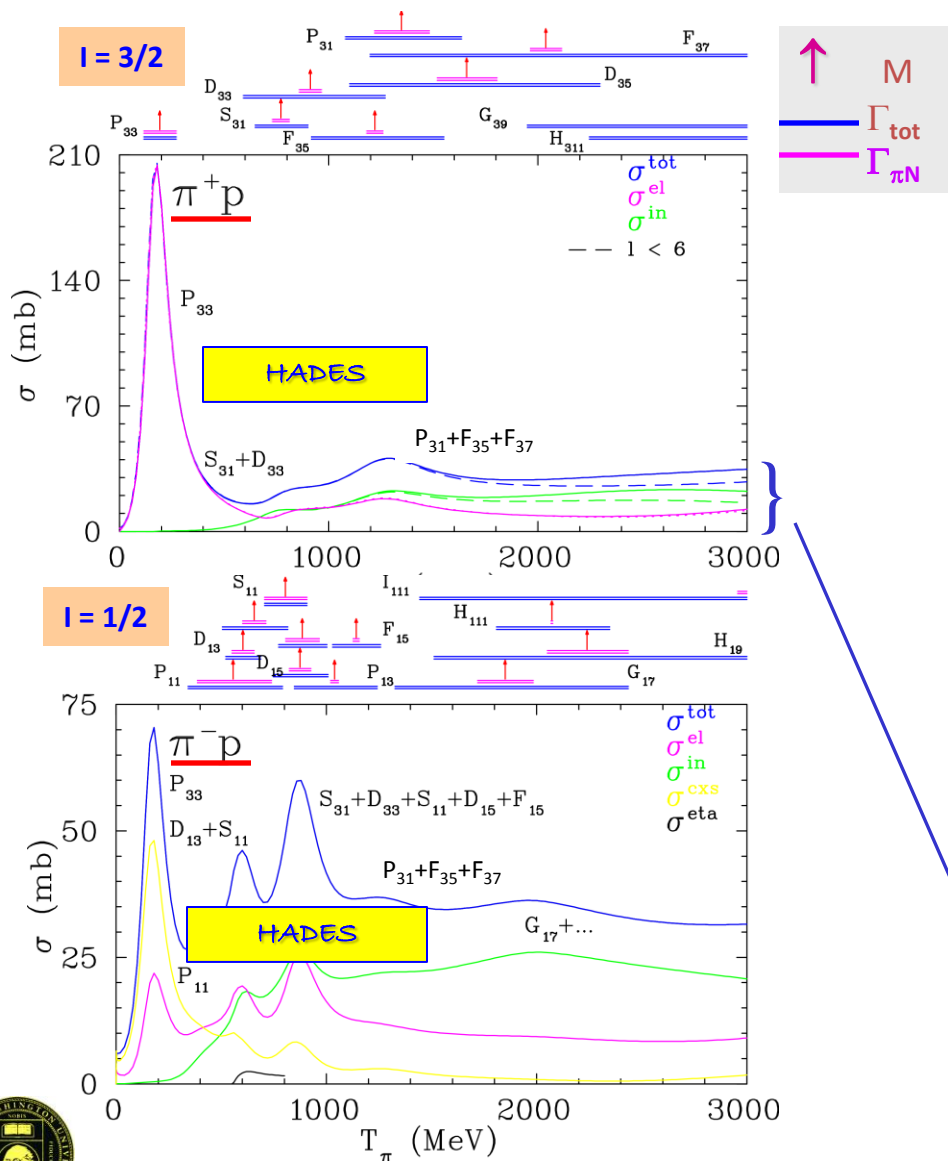 I = 3/2
P31
F37
D35
D33
S31
G39
P33
F35
H311
M
Γtot
ΓπN
210
140
70
0
σ (mb)
π+p
σtot
σel
σin
— — l < 6
P33
HADES
S31+D33
P31+F35+F37
0 1000 2000 3000
I = 1/2
S11
I111
H111
D13
F15
H19
D15
P11
P13
G17
75
50
25
0
σ (mb)
π-p
σtot
σel
σin
σcxs
σeta
P33
S31+D33+S11+D15+F15
D13+S11
P31+F35+F37
HADES
G17+...
P11
0 1000 2000 3000
Tπ (MeV)